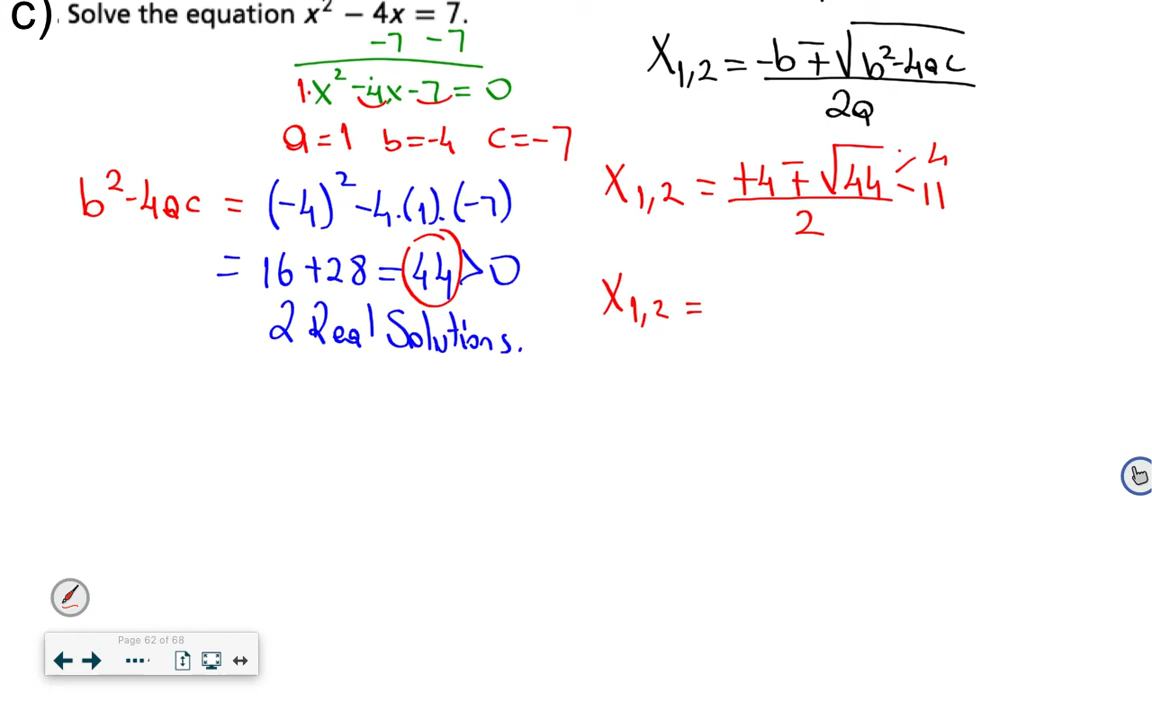 c). Solve the equation x² − 4x = 7.
-7 -7
1·x² -4x-7 = 0
a=1 b=-4 c=-7
b²-4ac = (-4)² -4.(1).(-7)
= 16+28 = 44 > 0
2 Real Solutions.
X₁,₂ = -b ∓ √b²-4ac / 2a
X₁,₂ = +4 ∓ √44 / 2
4
11
X₁,₂ =
Page 62 of 68